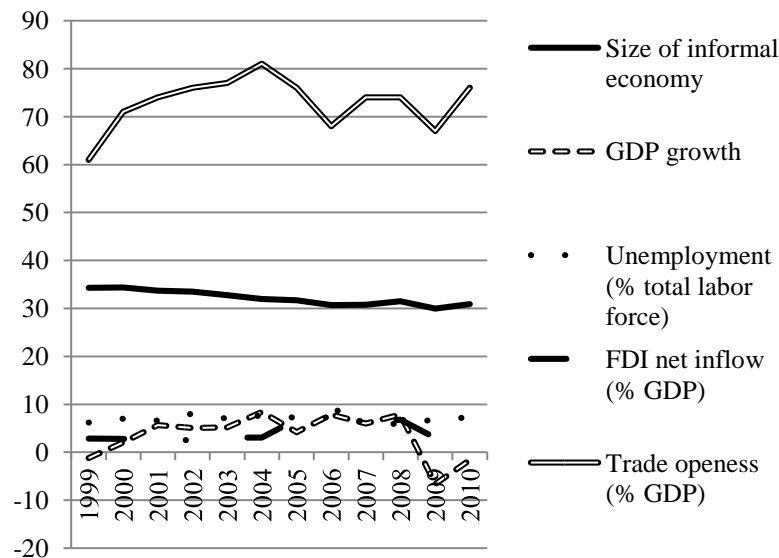 90
80
70
60
50
40
30
20
10
0
-10
-20
1999
2000
2001
2002
2003
2004
2005
2006
2007
2008
2009
2010
Size of informal
economy
GDP growth
Unemployment
(% total labor
force)
FDI net inflow
(% GDP)
Trade openess
(% GDP)